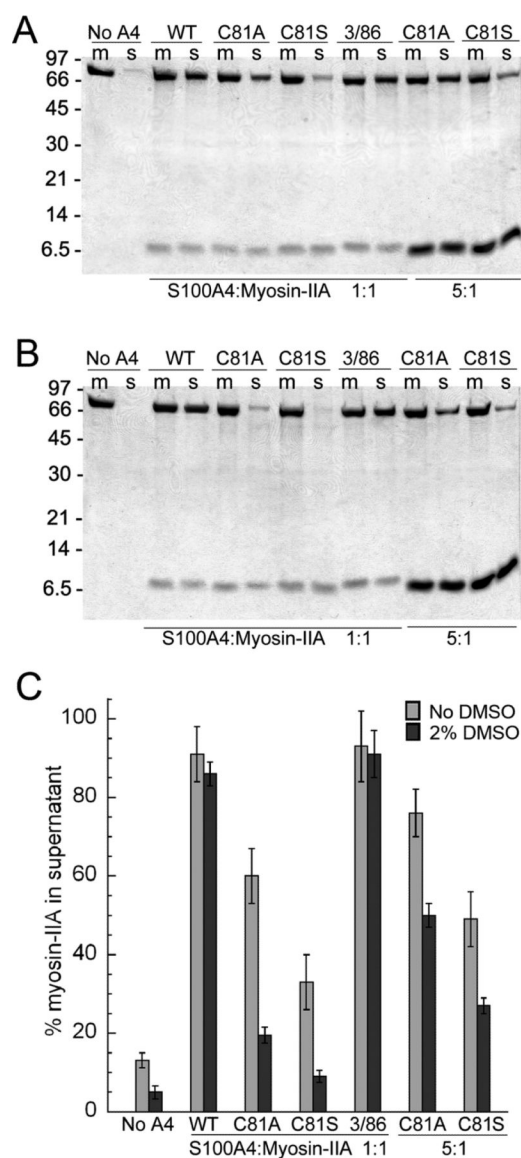 A
No A4 WT C81A C81S 3/86 C81A C81S
m s m s m s m s m s m s m s
97 -
66 -
45 -
30 -
21 -
14 -
6.5 -
S100A4:Myosin-IIA 1:1 5:1
B
No A4 WT C81A C81S 3/86 C81A C81S
m s m s m s m s m s m s m s
97 -
66 -
45 -
30 -
21 -
14 -
6.5 -
S100A4:Myosin-IIA 1:1 5:1
C
% myosin-IIA in supernatant
100
80
60
40
20
0
No DMSO
2% DMSO
No A4 WT C81A C81S 3/86 C81A C81S
S100A4:Myosin-IIA 1:1 5:1